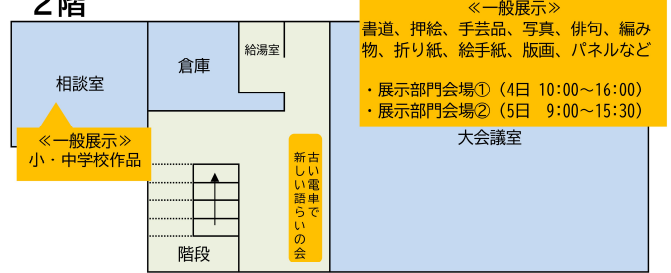 2階
≪一般展示≫
書道、押絵、手芸品、写真、俳句、編み
物、折り紙、絵手紙、版画、パネルなど
・展示部門会場①（4日 10:00～16:00）
・展示部門会場②（5日 9:00～15:30）
大会議室
給湯室
倉庫
相談室
≪一般展示≫
小・中学校作品
古い電車で
新しい語らいの会
階段